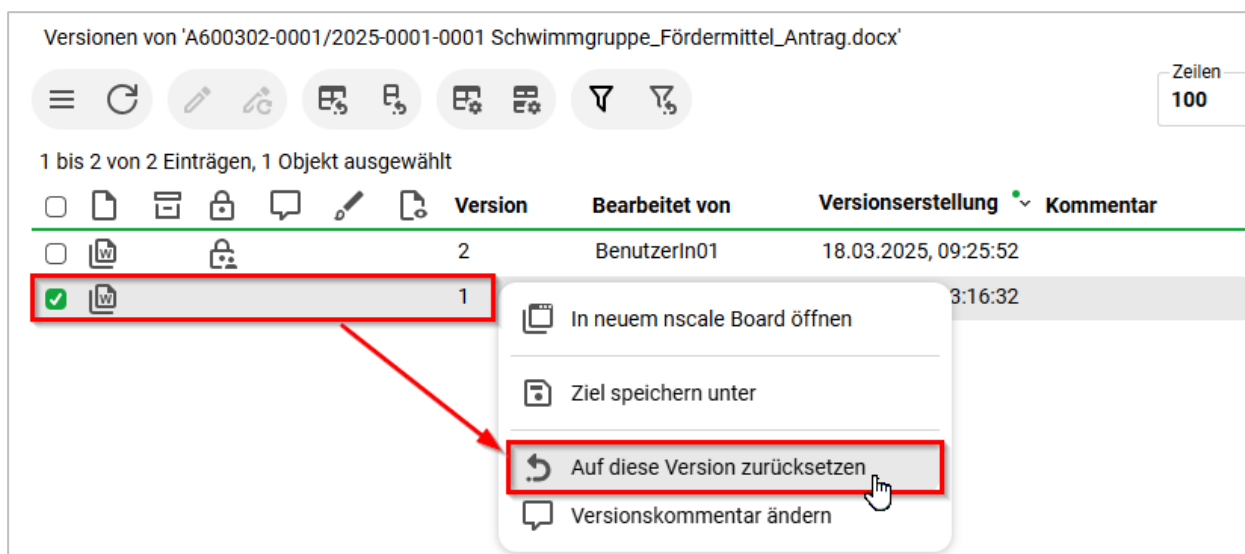 Versionen von 'A600302-0001/2025-0001-0001 Schwimmgruppe_Fördermittel_Antrag.docx'
Zeilen
100
1 bis 2 von 2 Einträgen, 1 Objekt ausgewählt
Version Bearbeitet von Versionserstellung Kommentar
2 BenutzerIn01 18.03.2025, 09:25:52
1 3:16:32
In neuem nscale Board öffnen
Ziel speichern unter
Auf diese Version zurücksetzen
Versionskommentar ändern